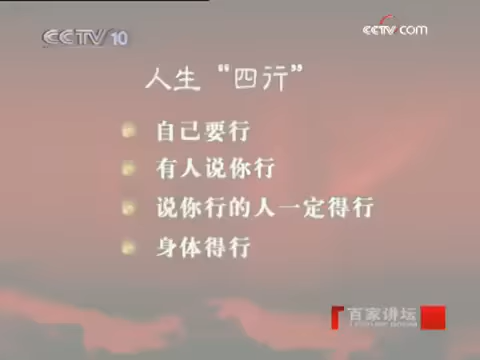 CCTV 10
CCTV.com
人生“四行”
自己要行
有人说你行
说你行的人一定得行
身体得行
百家讲坛